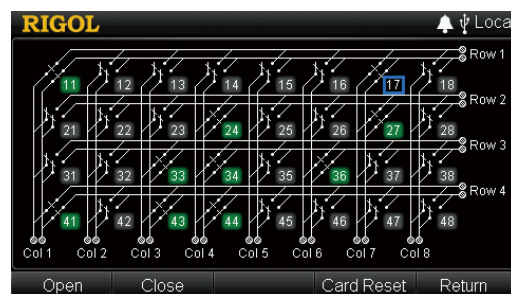 RIGOL Loca
Row 1
11 12 13 14 15 16 17 18
Row 2
21 22 23 24 25 26 27 28
Row 3
31 32 33 34 35 36 37 38
Row 4
41 42 43 44 45 46 47 48
Col 1 Col 2 Col 3 Col 4 Col 5 Col 6 Col 7 Col 8
Open Close Card Reset Return